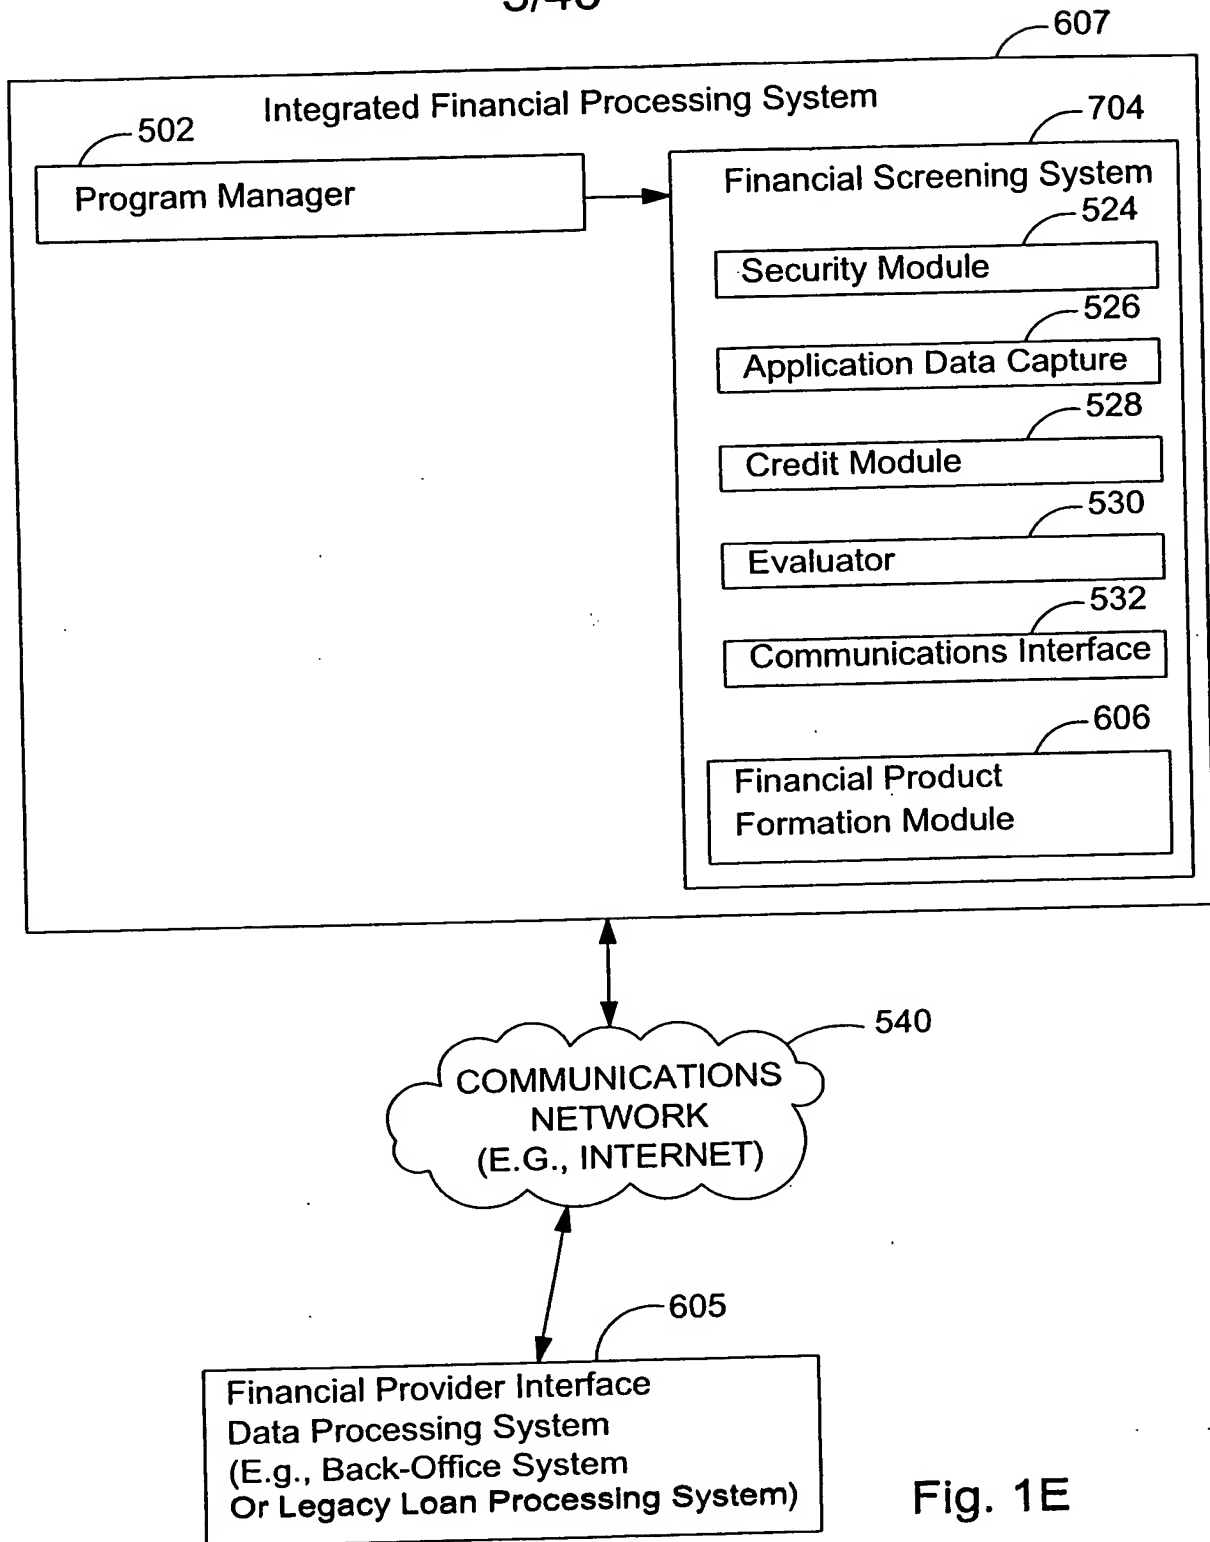 607
Integrated Financial Processing System
502
704
Program Manager
Financial Screening System
524
Security Module
526
Application Data Capture
528
Credit Module
530
Evaluator
532
Communications Interface
606
Financial Product
Formation Module
540
COMMUNICATIONS
NETWORK
(E.G., INTERNET)
605
Financial Provider Interface
Data Processing System
(E.g., Back-Office System
Or Legacy Loan Processing System)
Fig. 1E